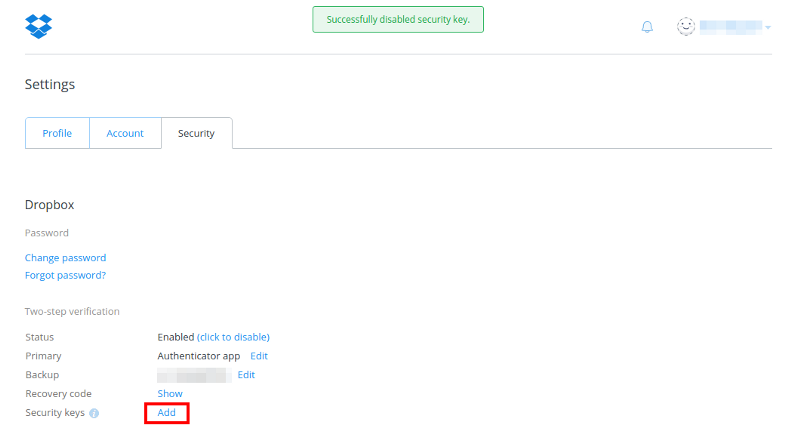 Successfully disabled security key.
Settings
Profile Account Security
Dropbox
Password
Change password
Forgot password?
Two-step verification
Status Enabled (click to disable)
Primary Authenticator app Edit
Backup Edit
Recovery code Show
Security keys i Add